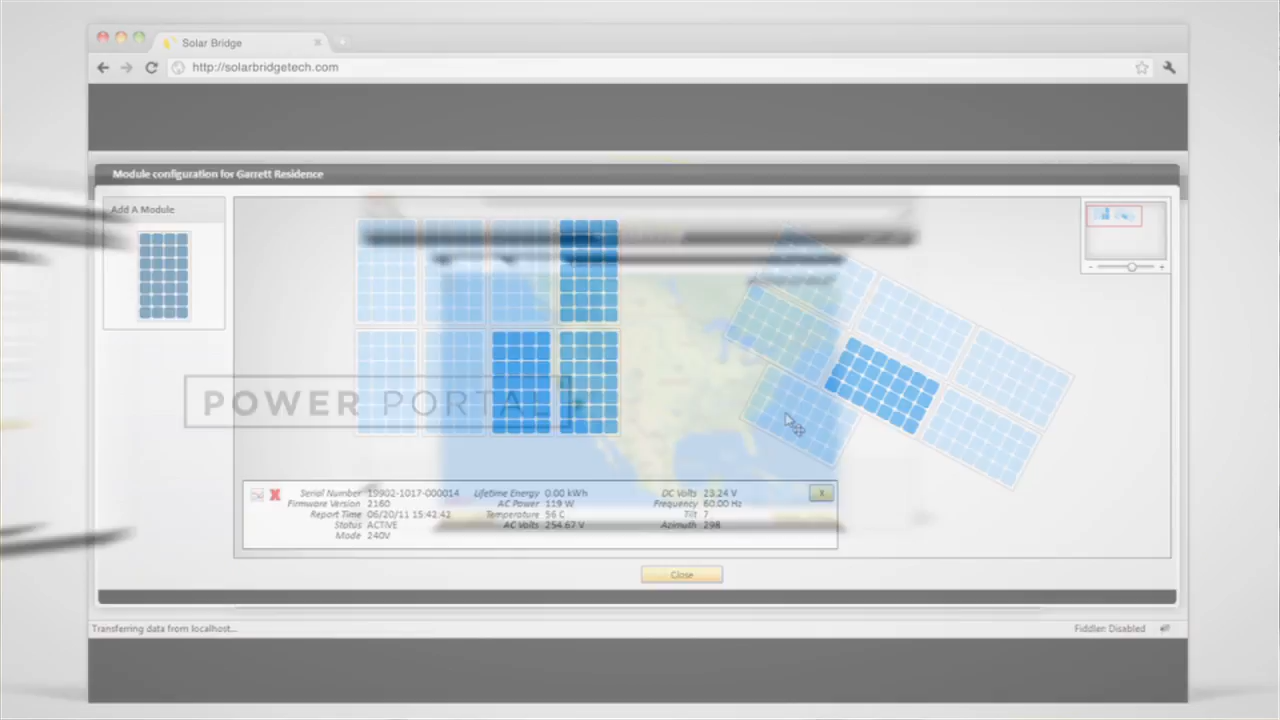 Solar Bridge
http://solarbridgetech.com
Module configuration for Garrett Residence
Add A Module
POWER PORTAL
Serial Number 19902-1017-000014 Lifetime Energy 0.00 kWh DC Volts 23.24 V
Firmware Version 2160 AC Power 119 W Frequency 60.00 Hz
Report Time 06/20/11 15:42:42 Temperature 56 C Tilt 7
Status ACTIVE AC Volts 254.67 V Azimuth 298
Mode 240V
X
Close
Transferring data from localhost... Fiddler: Disabled